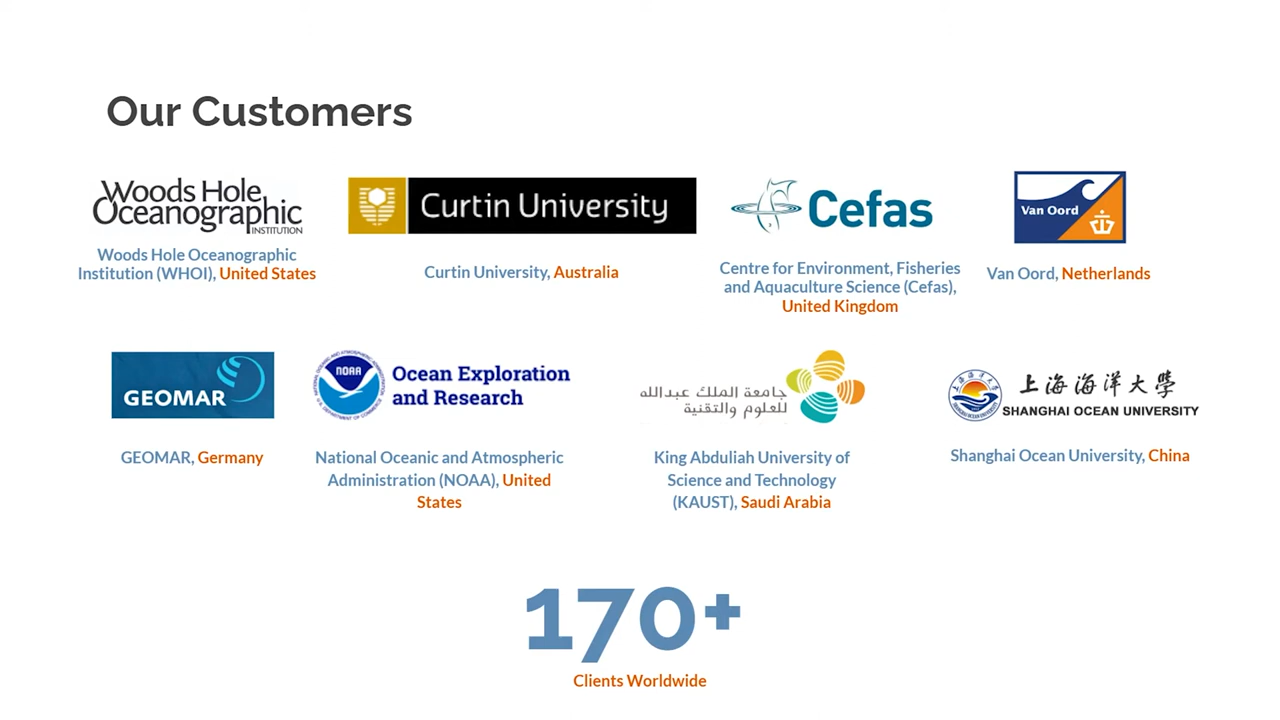 Our Customers
Woods Hole
Oceanographic
INSTITUTION
Woods Hole Oceanographic
Institution (WHOI), United States
Curtin University
Curtin University, Australia
Cefas
Centre for Environment, Fisheries
and Aquaculture Science (Cefas),
United Kingdom
Van Oord
Van Oord, Netherlands
GEOMAR
GEOMAR, Germany
NOAA
Ocean Exploration
and Research
National Oceanic and Atmospheric
Administration (NOAA), United
States
جامعة الملك عبدالله
للعلوم والتقنية
King Abduliah University of
Science and Technology
(KAUST), Saudi Arabia
上海海洋大學
SHANGHAI OCEAN UNIVERSITY
Shanghai Ocean University, China
170+
Clients Worldwide